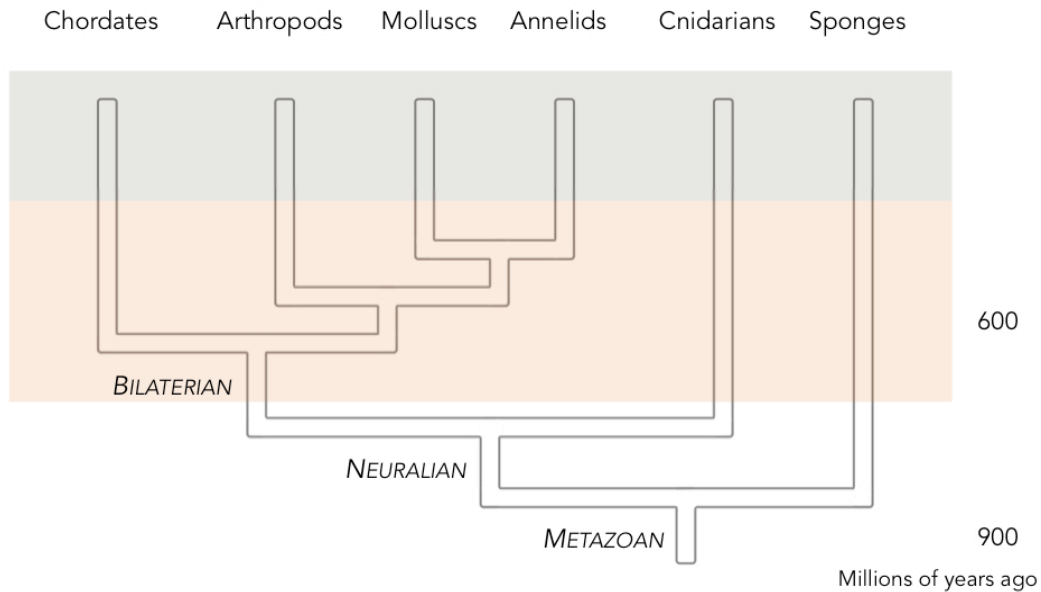 Chordates Arthropods Molluscs Annelids Cnidarians Sponges
600
BILATERIAN
NEURALIAN
METAZOAN
900
Millions of years ago